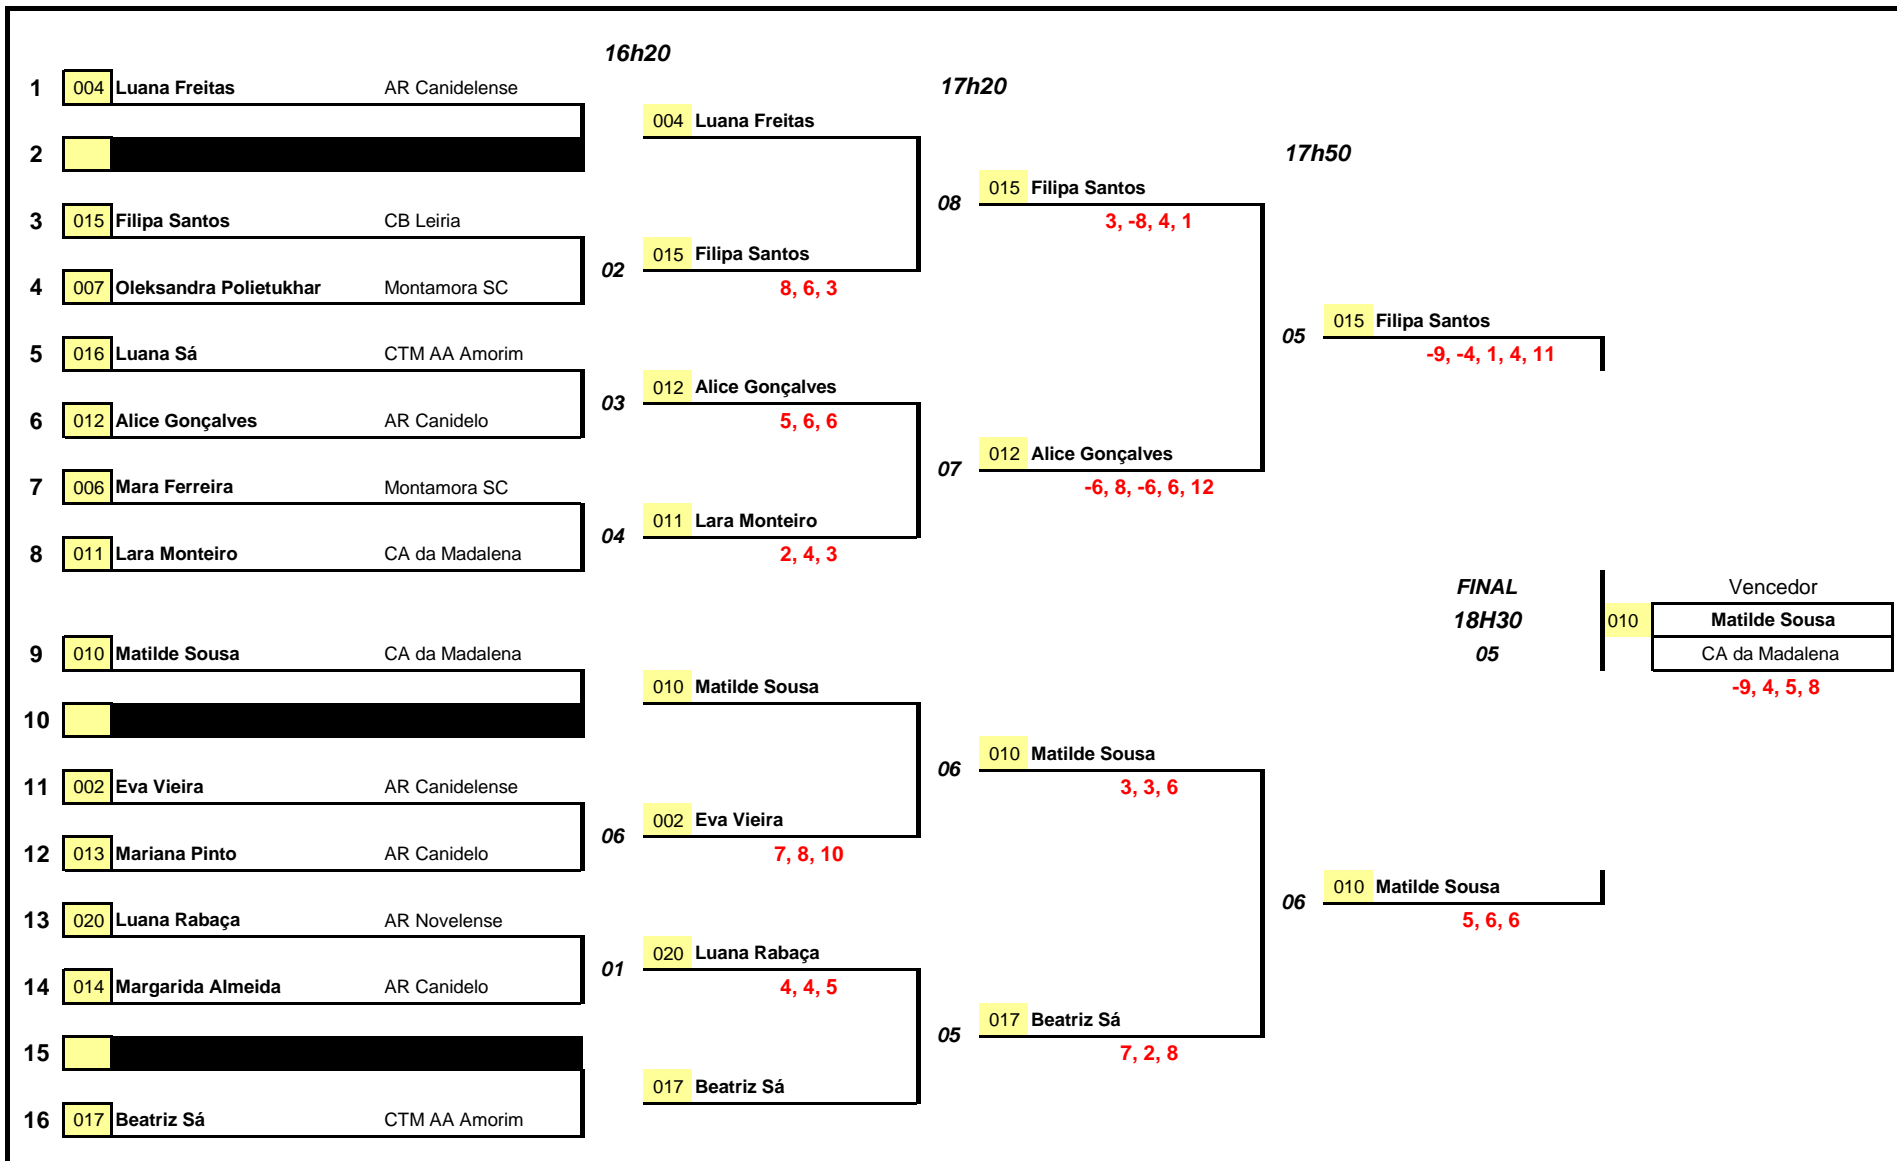 16h20
1 004 Luana Freitas AR Canidelense
17h20
004 Luana Freitas
2
17h50
015 Filipa Santos
08
3, -8, 4, 1
3 015 Filipa Santos CB Leiria
015 Filipa Santos
02
8, 6, 3
4 007 Oleksandra Polietukhar Montamora SC
015 Filipa Santos
05
-9, -4, 1, 4, 11
5 016 Luana Sá CTM AA Amorim
012 Alice Gonçalves
03
5, 6, 6
6 012 Alice Gonçalves AR Canidelo
012 Alice Gonçalves
07
-6, 8, -6, 6, 12
7 006 Mara Ferreira Montamora SC
011 Lara Monteiro
04
2, 4, 3
8 011 Lara Monteiro CA da Madalena
FINAL Vencedor
18H30 010 Matilde Sousa
05 CA da Madalena
-9, 4, 5, 8
9 010 Matilde Sousa CA da Madalena
010 Matilde Sousa
10
010 Matilde Sousa
06
3, 3, 6
11 002 Eva Vieira AR Canidelense
002 Eva Vieira
06
7, 8, 10
12 013 Mariana Pinto AR Canidelo
010 Matilde Sousa
06
5, 6, 6
13 020 Luana Rabaça AR Novelense
020 Luana Rabaça
01
4, 4, 5
14 014 Margarida Almeida AR Canidelo
017 Beatriz Sá
05
7, 2, 8
15
017 Beatriz Sá
16 017 Beatriz Sá CTM AA Amorim